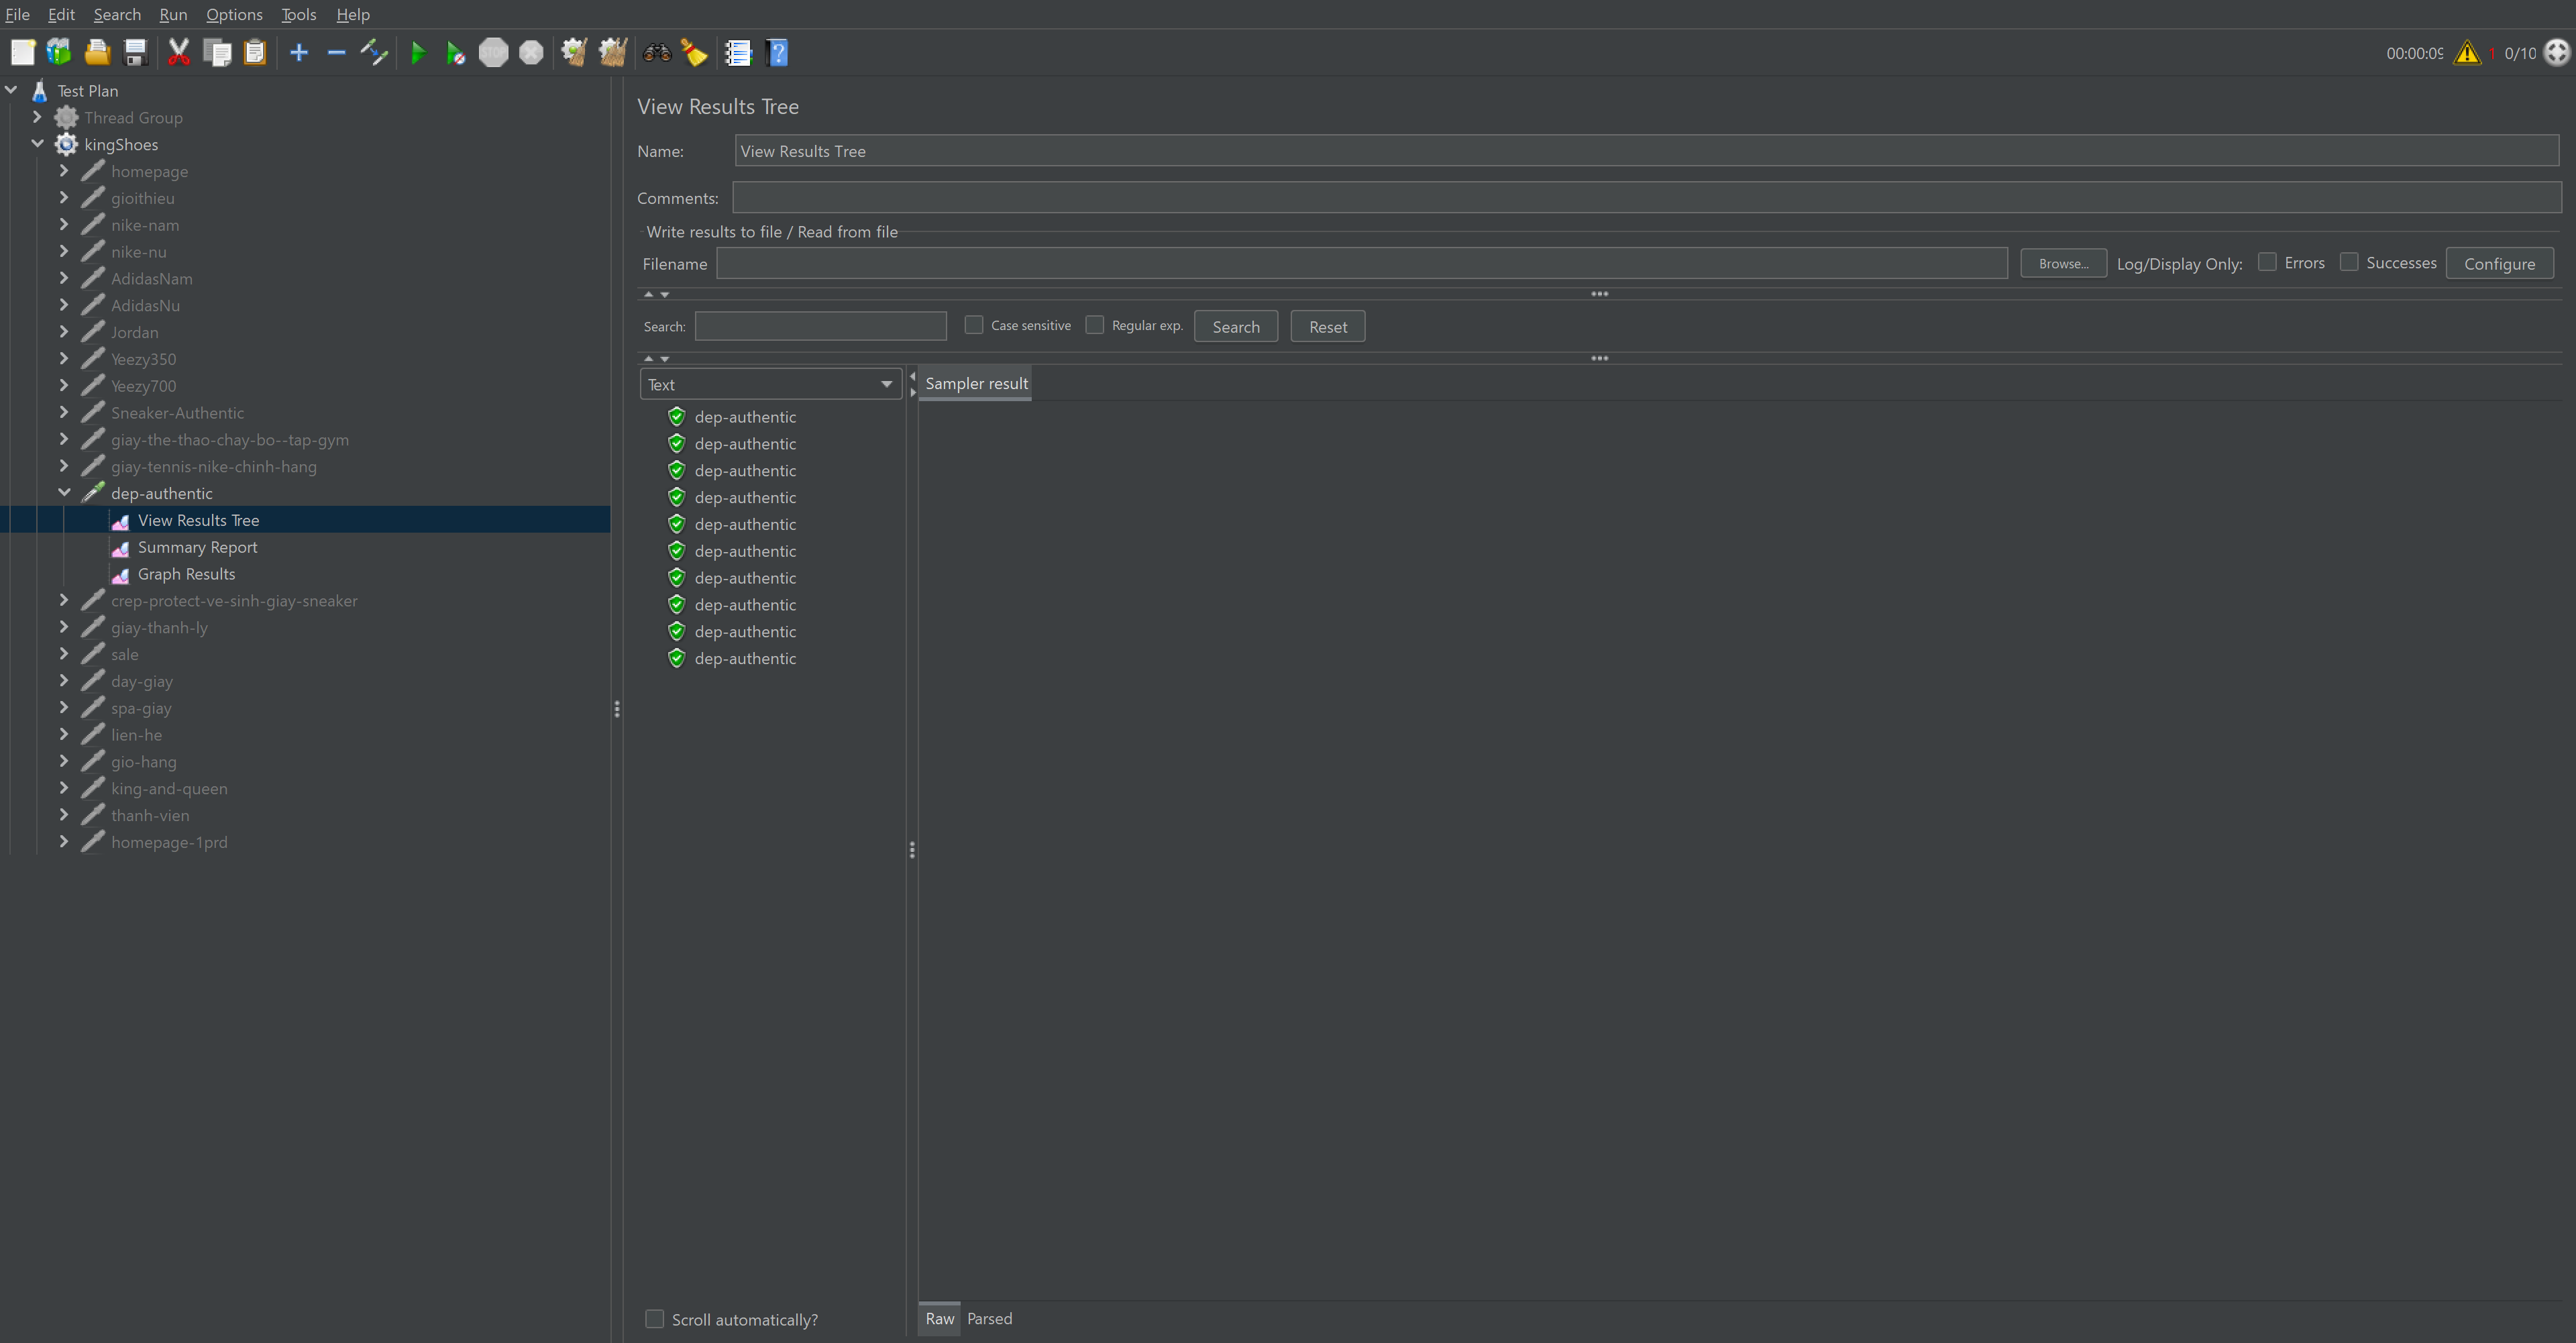 File Edit Search Run Options Tools Help
STOP
00:00:09 1 0/10
Test Plan
Thread Group
kingShoes
homepage
gioithieu
nike-nam
nike-nu
AdidasNam
AdidasNu
Jordan
Yeezy350
Yeezy700
Sneaker-Authentic
giay-the-thao-chay-bo--tap-gym
giay-tennis-nike-chinh-hang
dep-authentic
View Results Tree
Summary Report
Graph Results
crep-protect-ve-sinh-giay-sneaker
giay-thanh-ly
sale
day-giay
spa-giay
lien-he
gio-hang
king-and-queen
thanh-vien
homepage-1prd
View Results Tree
Name: View Results Tree
Comments:
Write results to file / Read from file
Filename Browse... Log/Display Only: Errors Successes Configure
Search: Case sensitive Regular exp. Search Reset
Text
Sampler result
dep-authentic
dep-authentic
dep-authentic
dep-authentic
dep-authentic
dep-authentic
dep-authentic
dep-authentic
dep-authentic
dep-authentic
Scroll automatically?
Raw Parsed